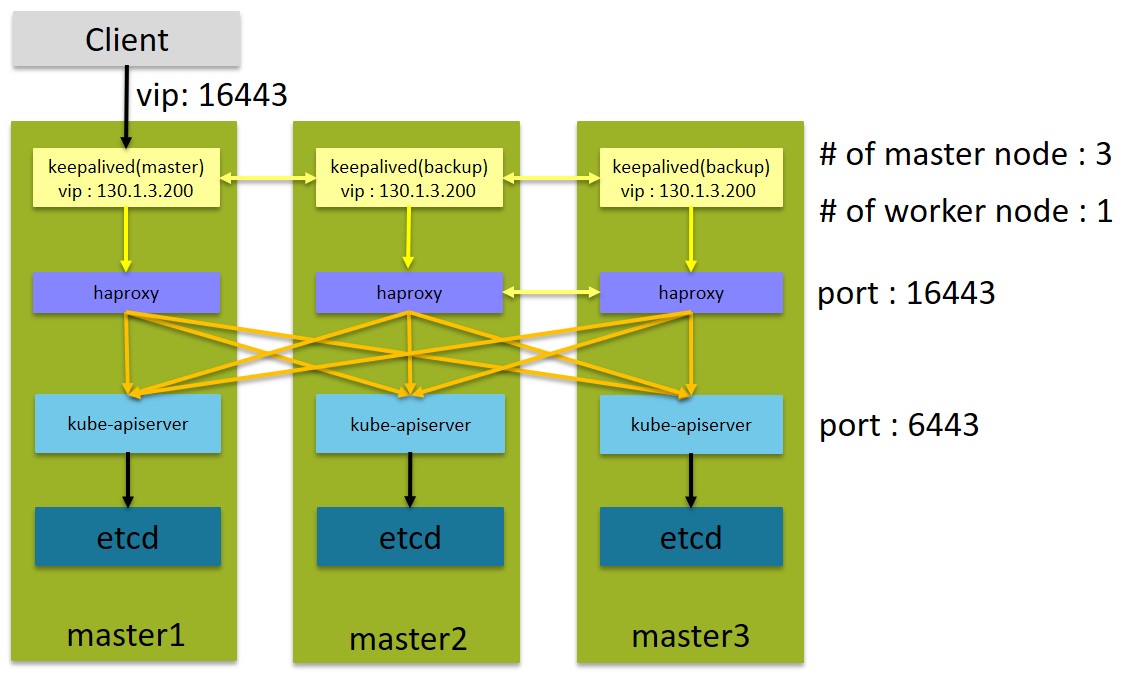 Client
vip: 16443
keepalived(master)
vip : 130.1.3.200
keepalived(backup)
vip : 130.1.3.200
keepalived(backup)
vip : 130.1.3.200
# of master node : 3
# of worker node : 1
haproxy
haproxy
haproxy
port : 16443
kube-apiserver
kube-apiserver
kube-apiserver
port : 6443
etcd
etcd
etcd
master1
master2
master3